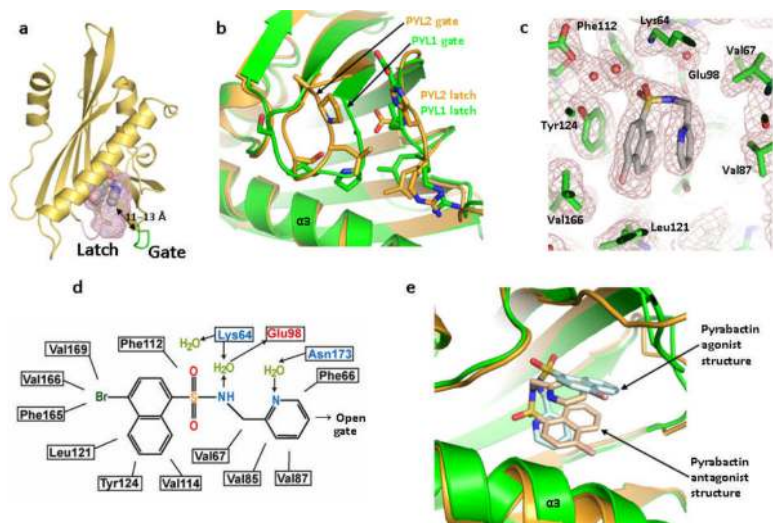 a
11–13 Å
Latch
Gate
b
PYL2 gate
PYL1 gate
PYL2 latch
PYL1 latch
α3
c
Phe112
Lys64
Val67
Glu98
Tyr124
Val87
Val166
Leu121
d
H₂O
Lys64
Glu98
Val169
Phe112
H₂O
H₂O
Asn173
Val166
O
Phe66
Br
S
NH
N
Phe165
Open
gate
O
Leu121
Val67
Tyr124
Val114
Val85
Val87
e
Pyrabactin
agonist
structure
Pyrabactin
antagonist
structure
α3